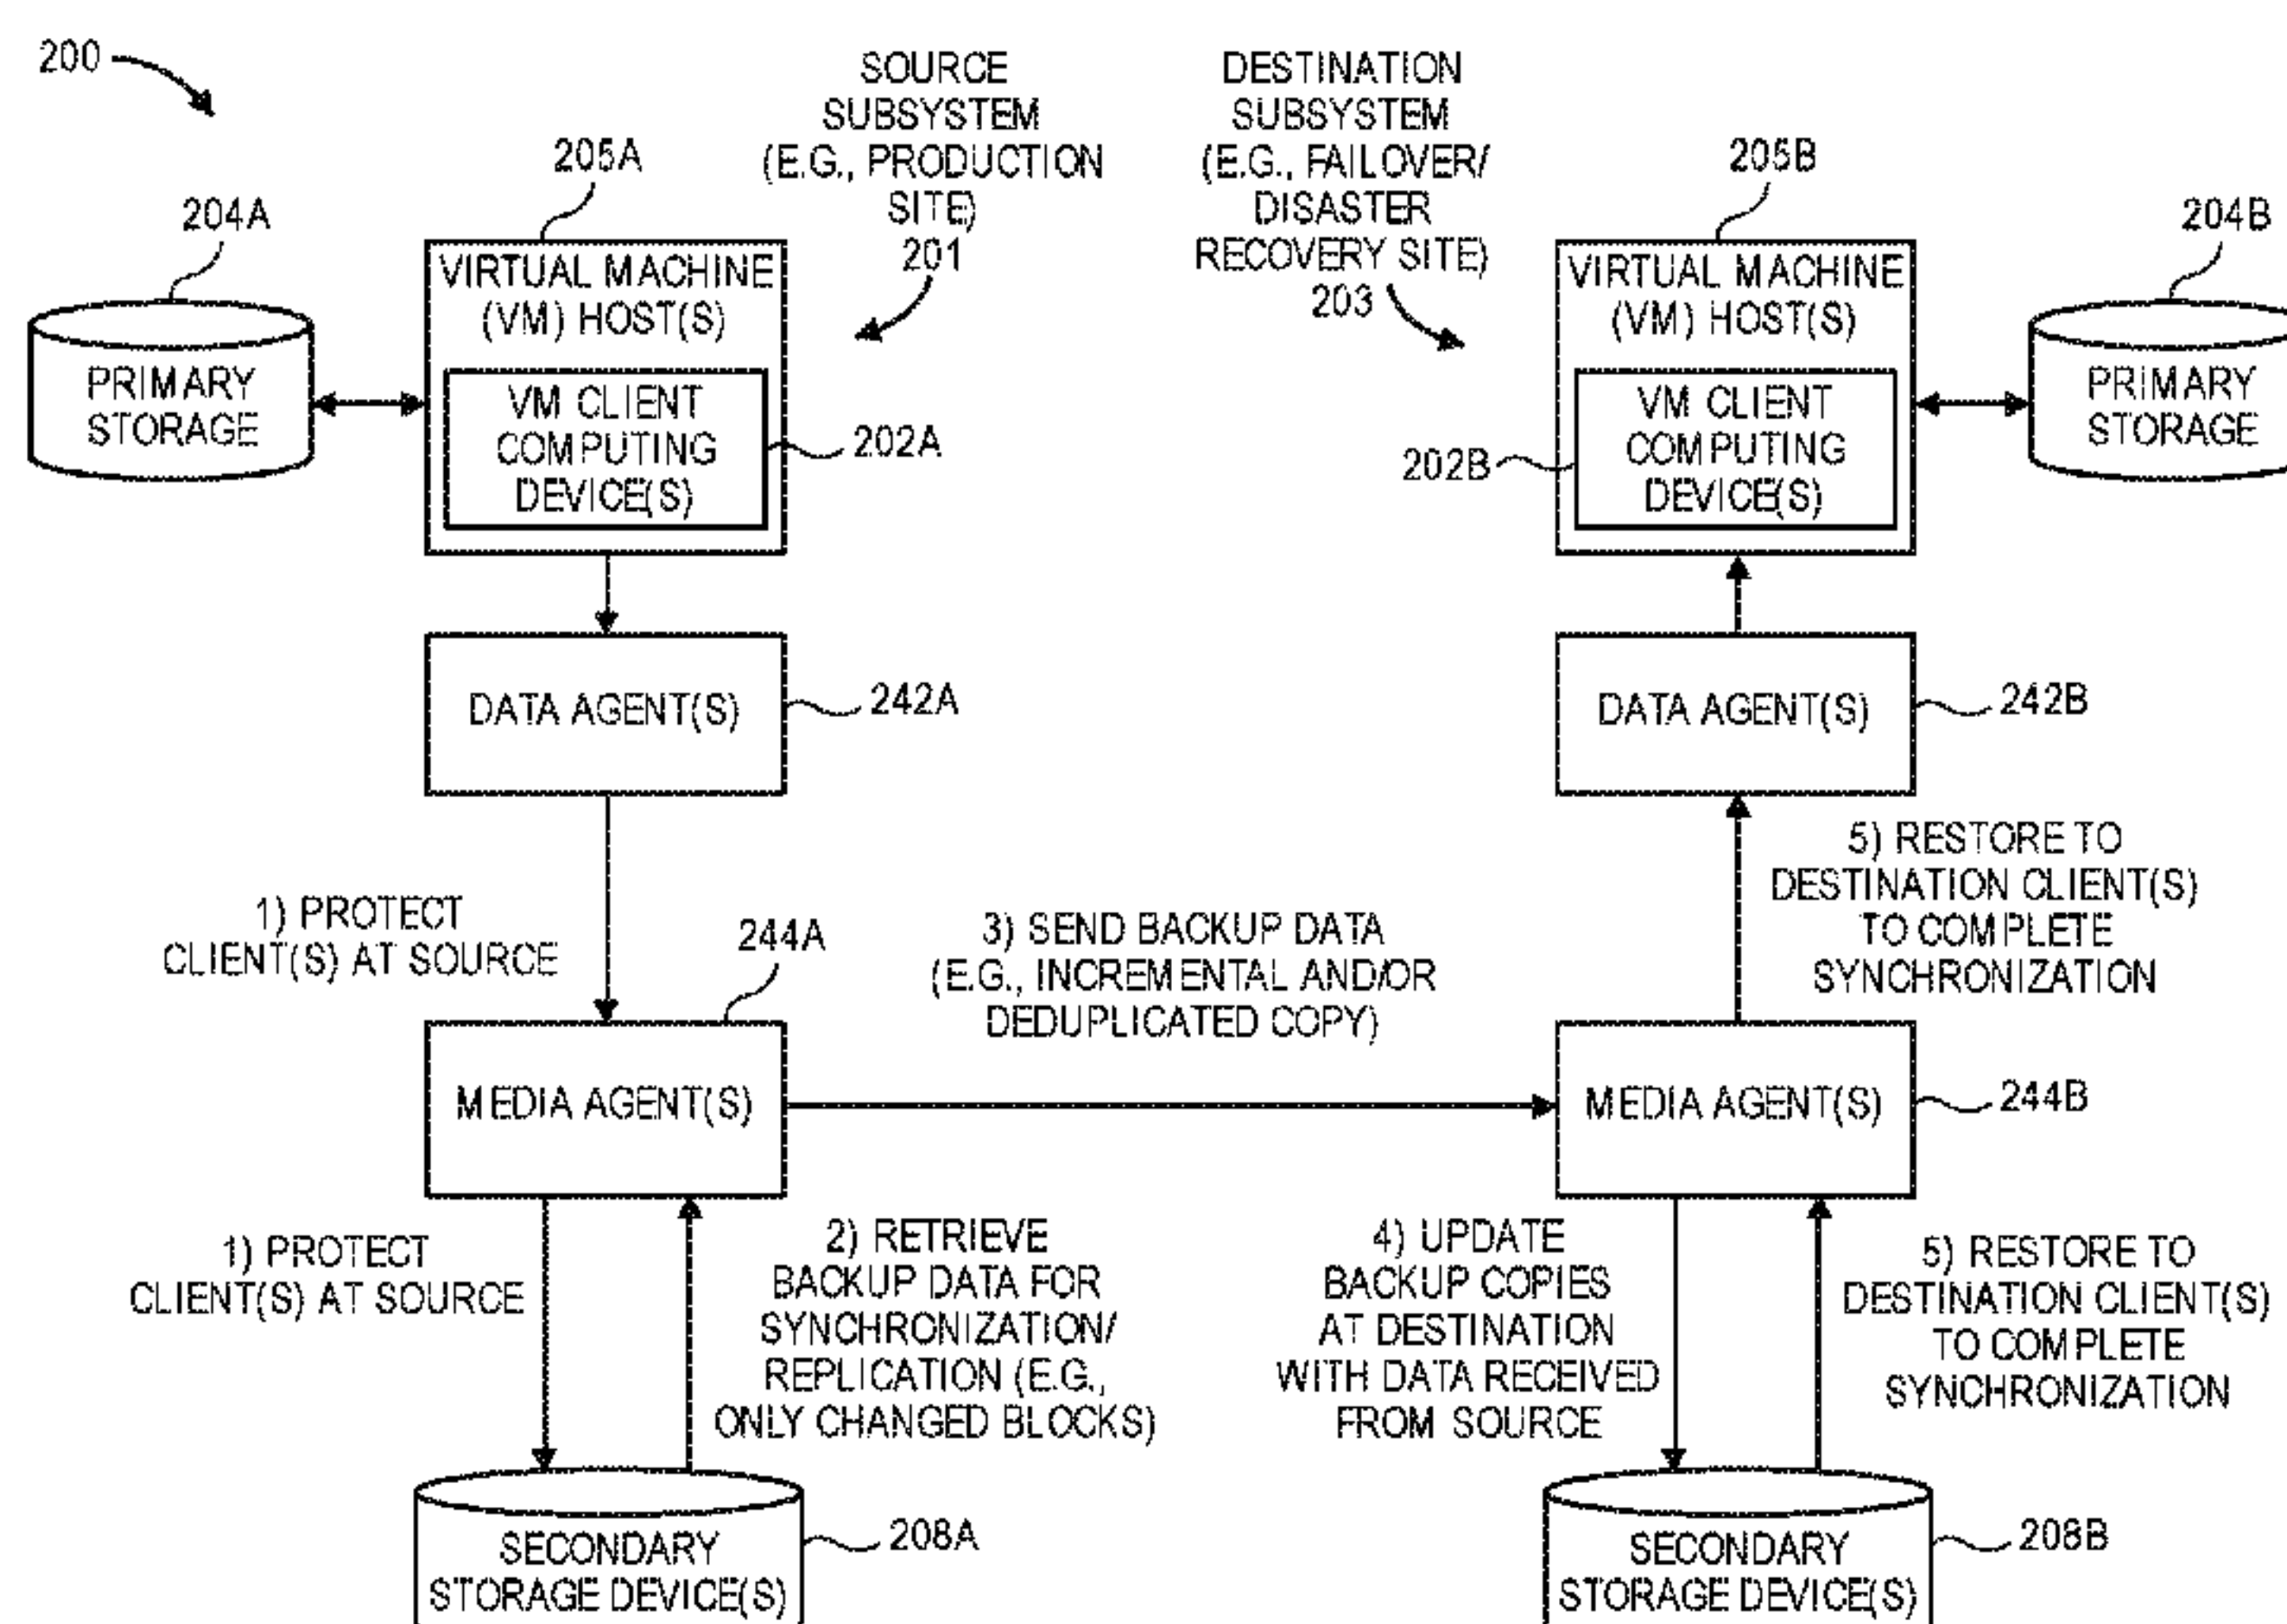 200
SOURCE
SUBSYSTEM
(E.G., PRODUCTION
SITE)
201
DESTINATION
SUBSYSTEM
(E.G., FAILOVER/
DISASTER
RECOVERY SITE)
203
204A
PRIMARY
STORAGE
205A
VIRTUAL MACHINE
(VM) HOST(S)
VM CLIENT
COMPUTING
DEVICE(S)
202A
205B
VIRTUAL MACHINE
(VM) HOST(S)
VM CLIENT
COMPUTING
DEVICE(S)
202B
204B
PRIMARY
STORAGE
DATA AGENT(S)
242A
DATA AGENT(S)
242B
1) PROTECT
CLIENT(S) AT SOURCE
244A
3) SEND BACKUP DATA
(E.G., INCREMENTAL AND/OR
DEDUPLICATED COPY)
5) RESTORE TO
DESTINATION CLIENT(S)
TO COMPLETE
SYNCHRONIZATION
MEDIA AGENT(S)
MEDIA AGENT(S)
244B
1) PROTECT
CLIENT(S) AT SOURCE
2) RETRIEVE
BACKUP DATA FOR
SYNCHRONIZATION/
REPLICATION (E.G.,
ONLY CHANGED BLOCKS)
4) UPDATE
BACKUP COPIES
AT DESTINATION
WITH DATA RECEIVED
FROM SOURCE
5) RESTORE TO
DESTINATION CLIENT(S)
TO COMPLETE
SYNCHRONIZATION
SECONDARY
STORAGE DEVICE(S)
208A
SECONDARY
STORAGE DEVICE(S)
208B